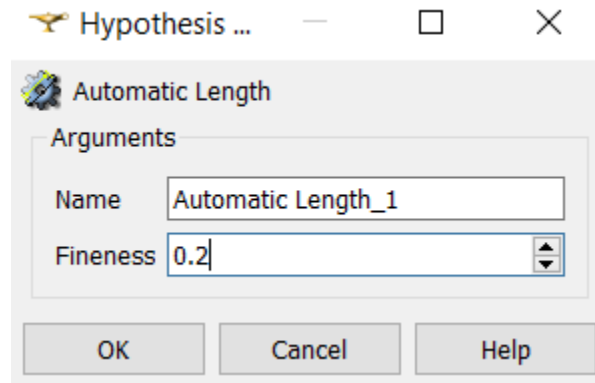 Hypothesis ...
Automatic Length
Arguments
Name Automatic Length_1
Fineness 0.2
OK Cancel Help